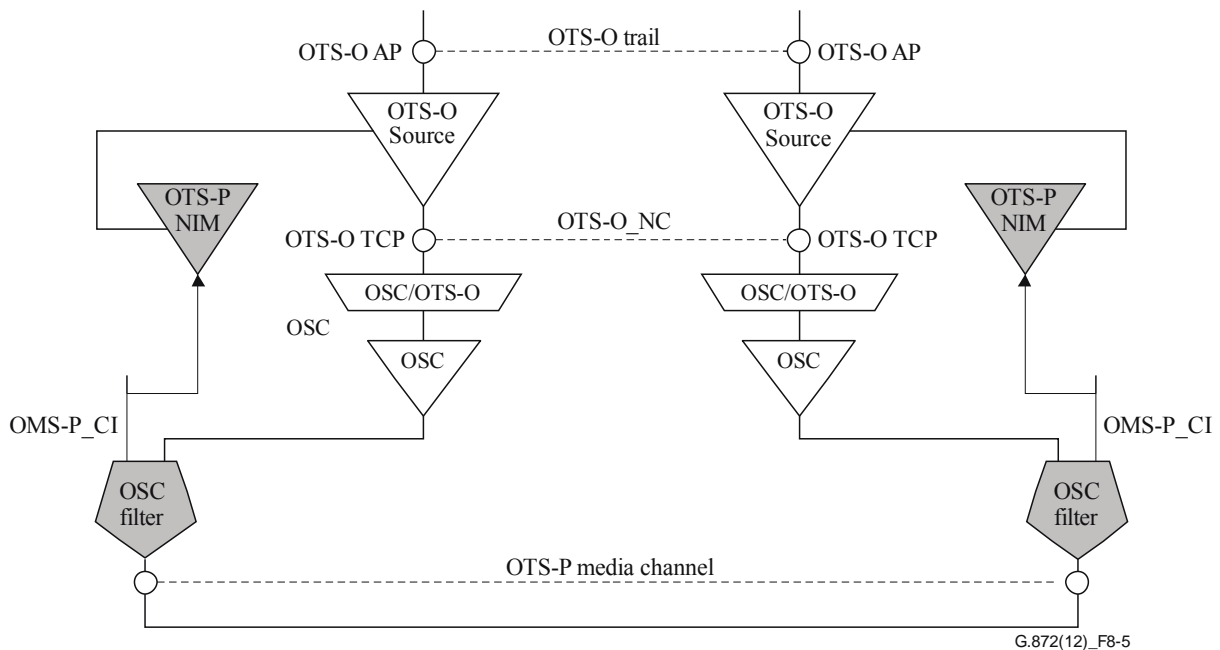 OTS-O trail
OTS-O AP
OTS-O AP
OTS-O
Source
OTS-O
Source
OTS-P
NIM
OTS-P
NIM
OTS-O_NC
OTS-O TCP
OTS-O TCP
OSC/OTS-O
OSC/OTS-O
OSC
OSC
OSC
OMS-P_CI
OMS-P_CI
OSC
filter
OSC
filter
OTS-P media channel
G.872(12)_F8-5